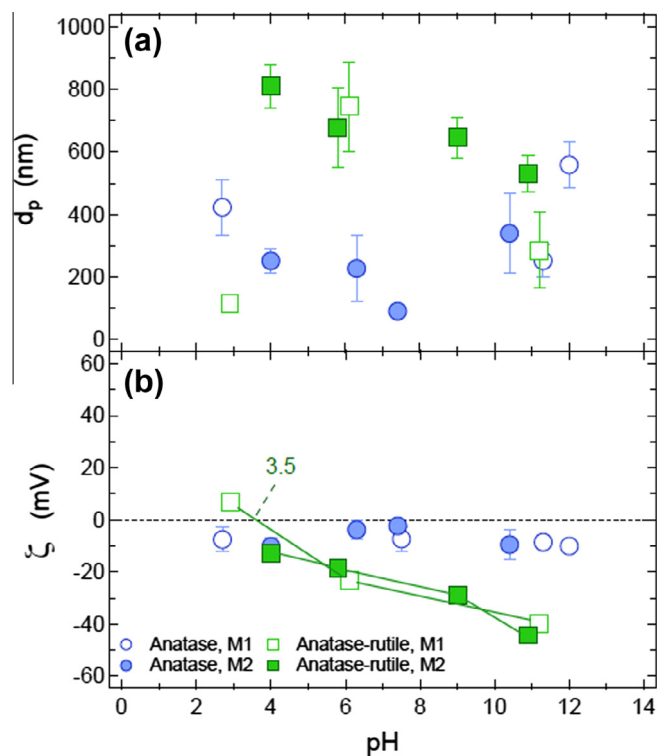 (a)
1000
800
600
400
200
0
d_p (nm)
(b)
60
40
20
0
-20
-40
-60
ζ (mV)
3.5
Anatase, M1
Anatase-rutile, M1
Anatase, M2
Anatase-rutile, M2
0 2 4 6 8 10 12 14
pH